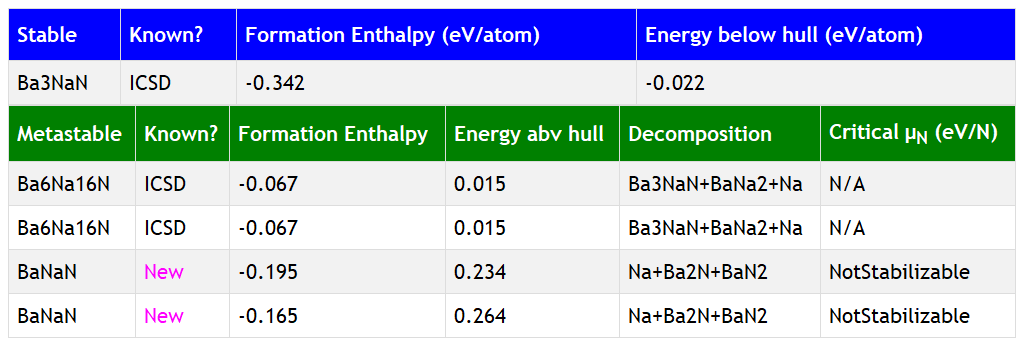 Stable Known? Formation Enthalpy (eV/atom) Energy below hull (eV/atom)
Ba3NaN ICSD -0.342 -0.022
Metastable Known? Formation Enthalpy Energy abv hull Decomposition Critical μN (eV/N)
Ba6Na16N ICSD -0.067 0.015 Ba3NaN+BaNa2+Na N/A
Ba6Na16N ICSD -0.067 0.015 Ba3NaN+BaNa2+Na N/A
BaNaN New -0.195 0.234 Na+Ba2N+BaN2 NotStabilizable
BaNaN New -0.165 0.264 Na+Ba2N+BaN2 NotStabilizable